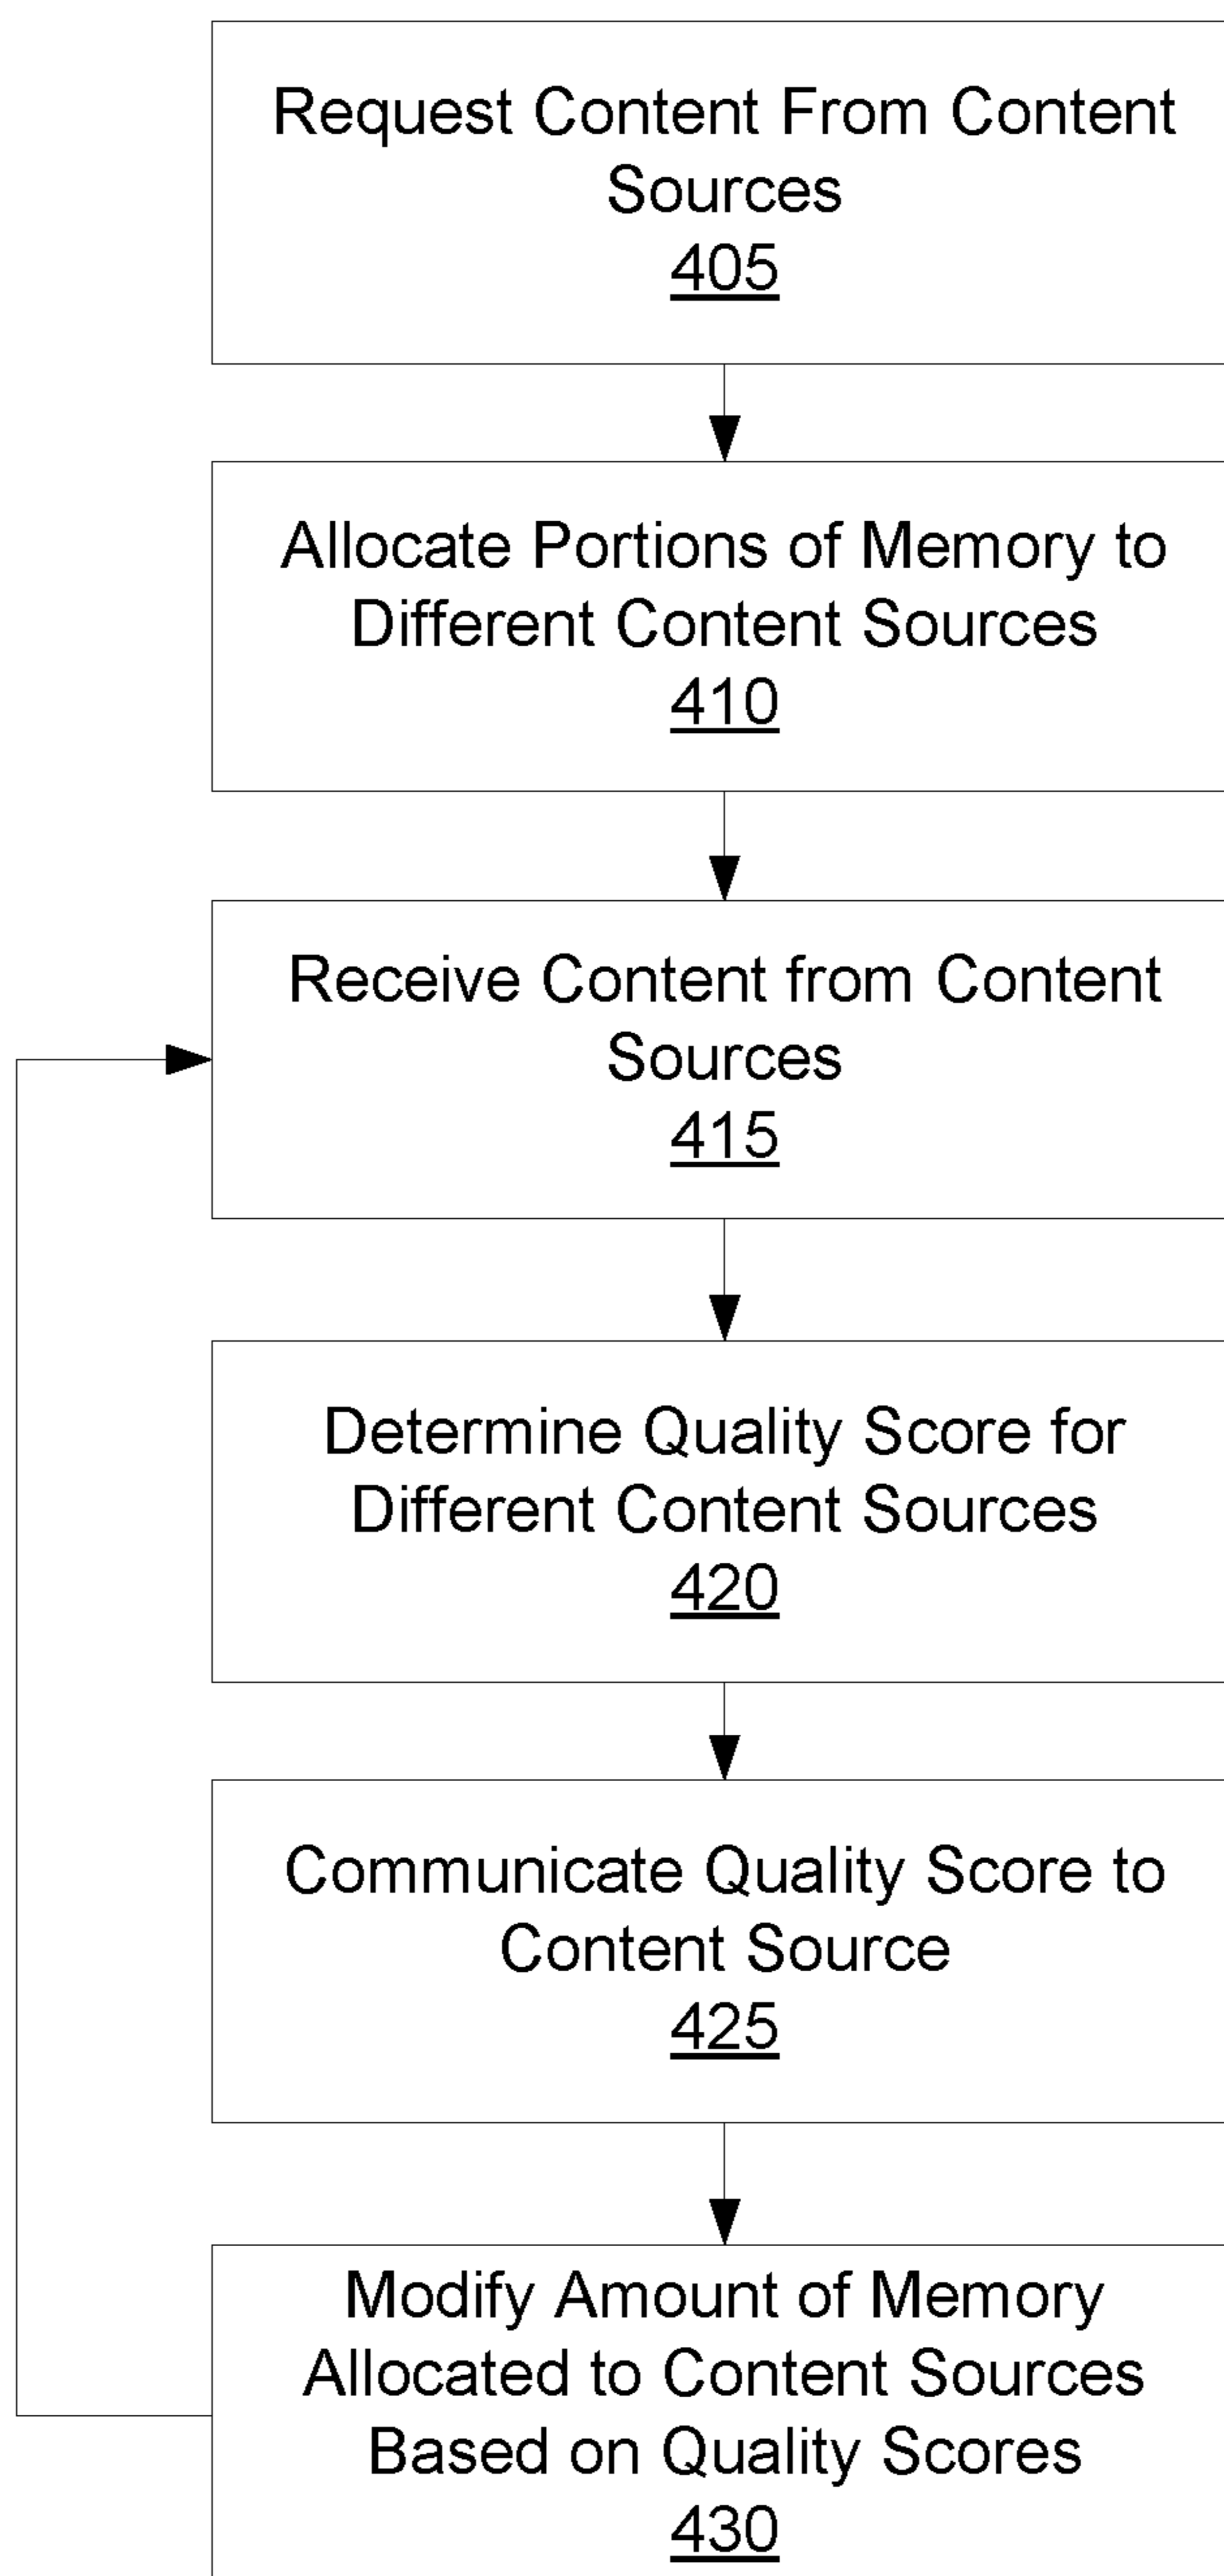 Request Content From Content
Sources
405
Allocate Portions of Memory to
Different Content Sources
410
Receive Content from Content
Sources
415
Determine Quality Score for
Different Content Sources
420
Communicate Quality Score to
Content Source
425
Modify Amount of Memory
Allocated to Content Sources
Based on Quality Scores
430